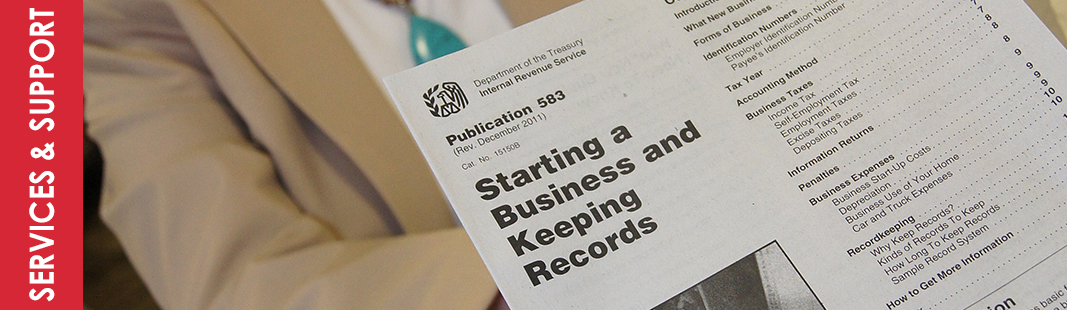 SERVICES & SUPPORT
Department of the Treasury
Internal Revenue Service
Publication 583
(Rev. December 2011)
Cat. No. 15150B
Starting a
Business and
Keeping
Records
What New Busin
Forms of Business
Identification Numbers
Employer Identification Numb
Payee's Identification Number
Tax Year
Accounting Method
Business Taxes
Income Tax
Self-Employment Tax
Employment Taxes
Excise Taxes
Depositing Taxes
Information Returns
Penalties
Business Expenses
Business Start-Up Costs
Depreciation
Business Use of Your Home
Car and Truck Expenses
Recordkeeping
Why Keep Records?
Kinds of Records To Keep
How Long To Keep Records
Sample Record System
How to Get More Information